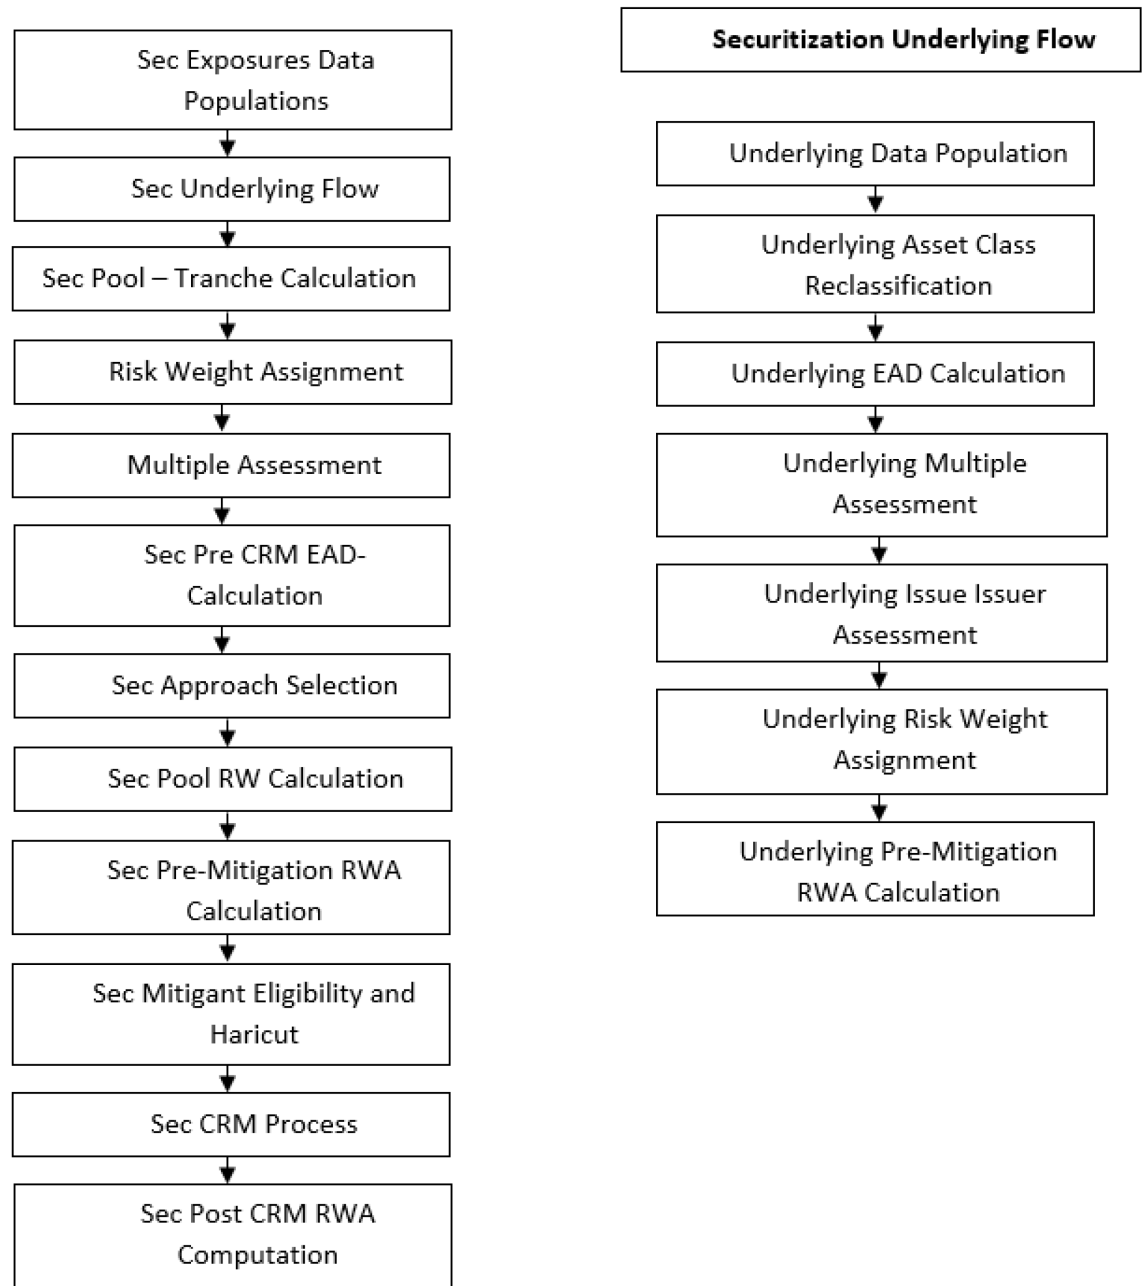 Sec Exposures Data
Populations
Sec Underlying Flow
Sec Pool – Tranche Calculation
Risk Weight Assignment
Multiple Assessment
Sec Pre CRM EAD-
Calculation
Sec Approach Selection
Sec Pool RW Calculation
Sec Pre-Mitigation RWA
Calculation
Sec Mitigant Eligibility and
Haricut
Sec CRM Process
Sec Post CRM RWA
Computation
Securitization Underlying Flow
Underlying Data Population
Underlying Asset Class
Reclassification
Underlying EAD Calculation
Underlying Multiple
Assessment
Underlying Issue Issuer
Assessment
Underlying Risk Weight
Assignment
Underlying Pre-Mitigation
RWA Calculation